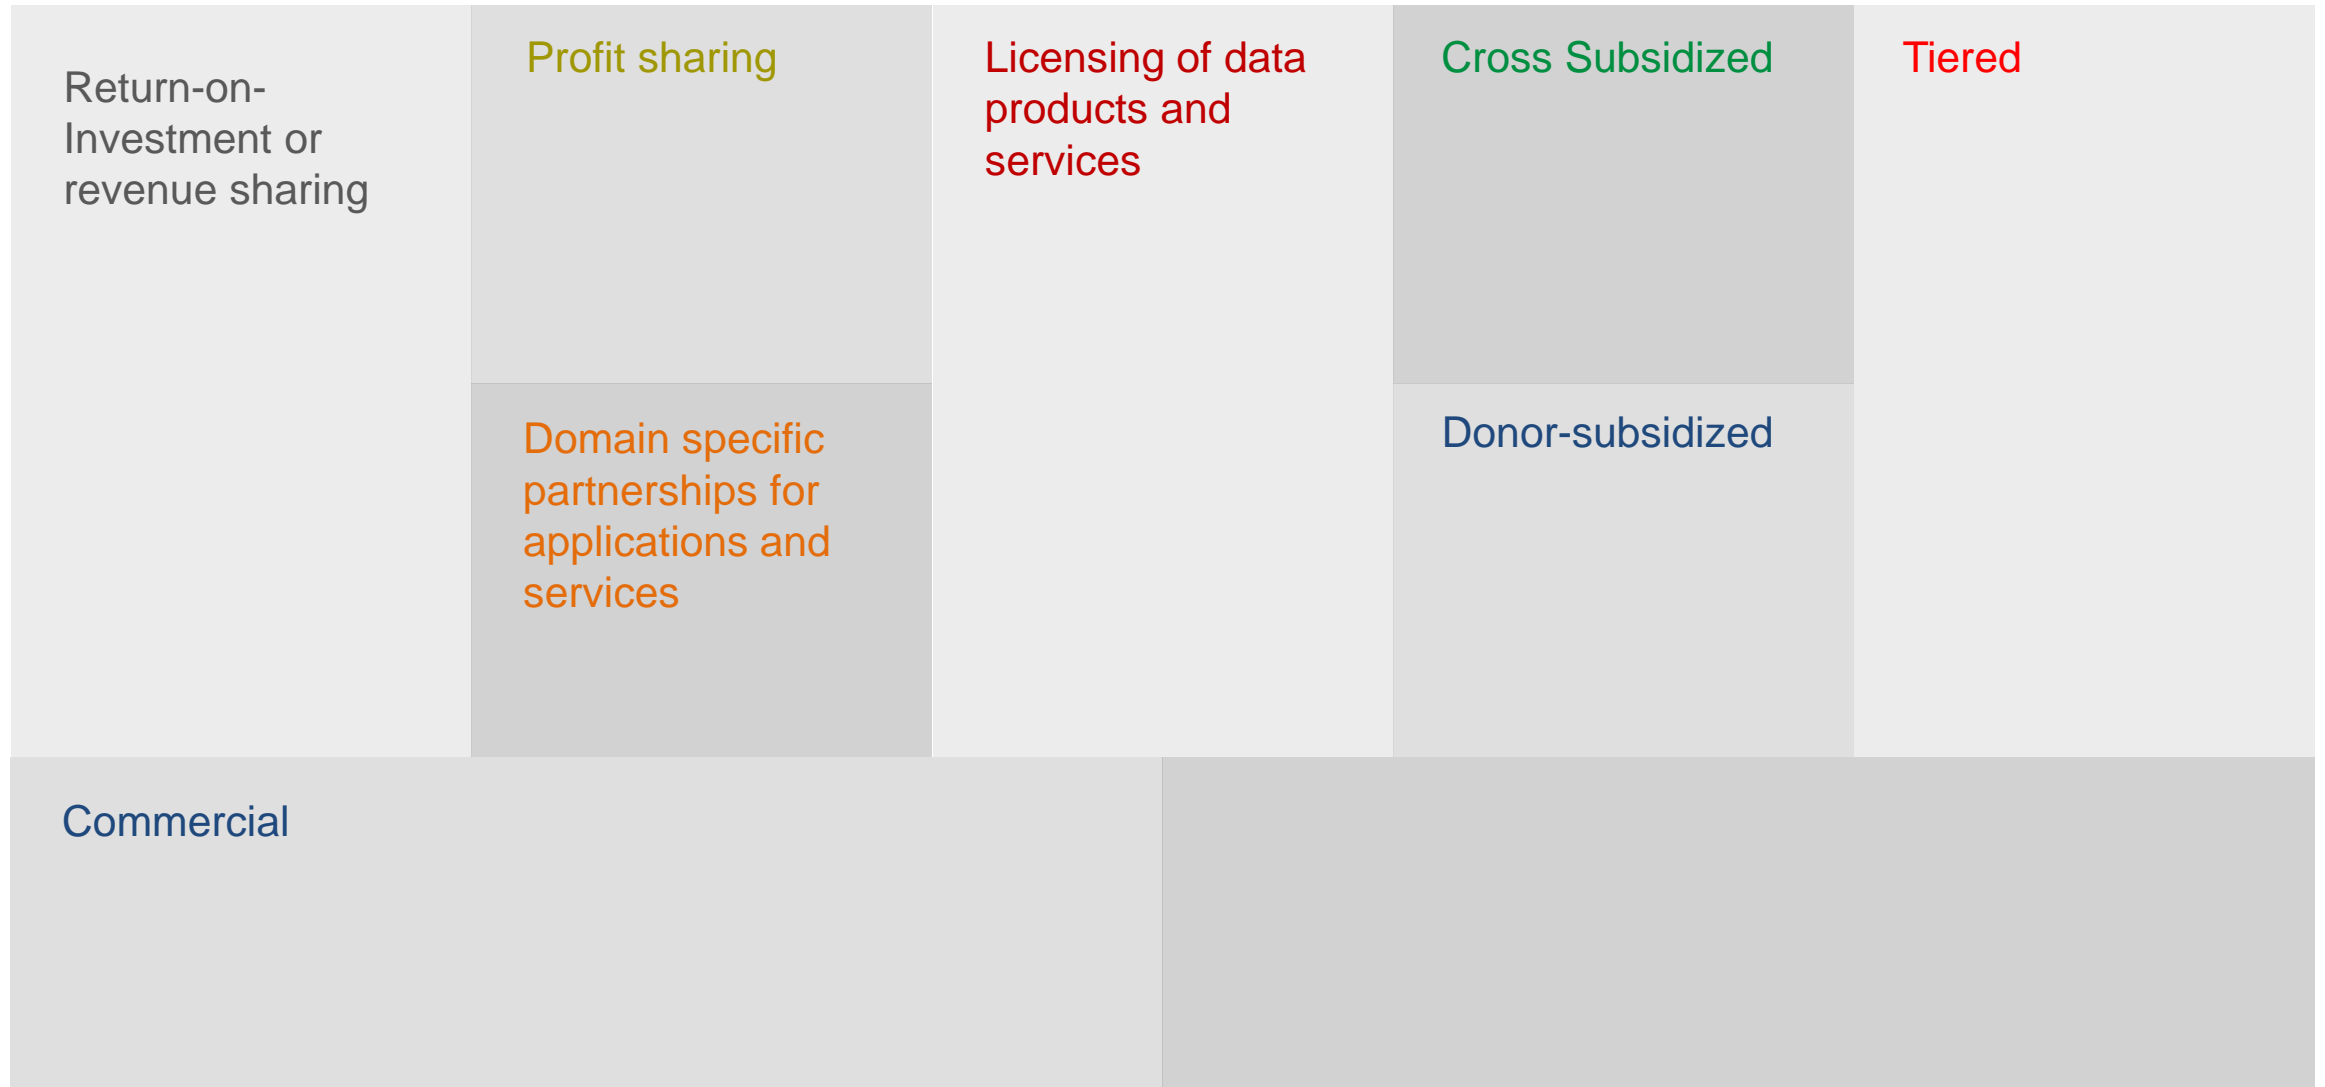 Return-on-
Investment or
revenue sharing
Profit sharing
Domain specific
partnerships for
applications and
services
Licensing of data
products and
services
Cross Subsidized
Donor-subsidized
Tiered
Commercial